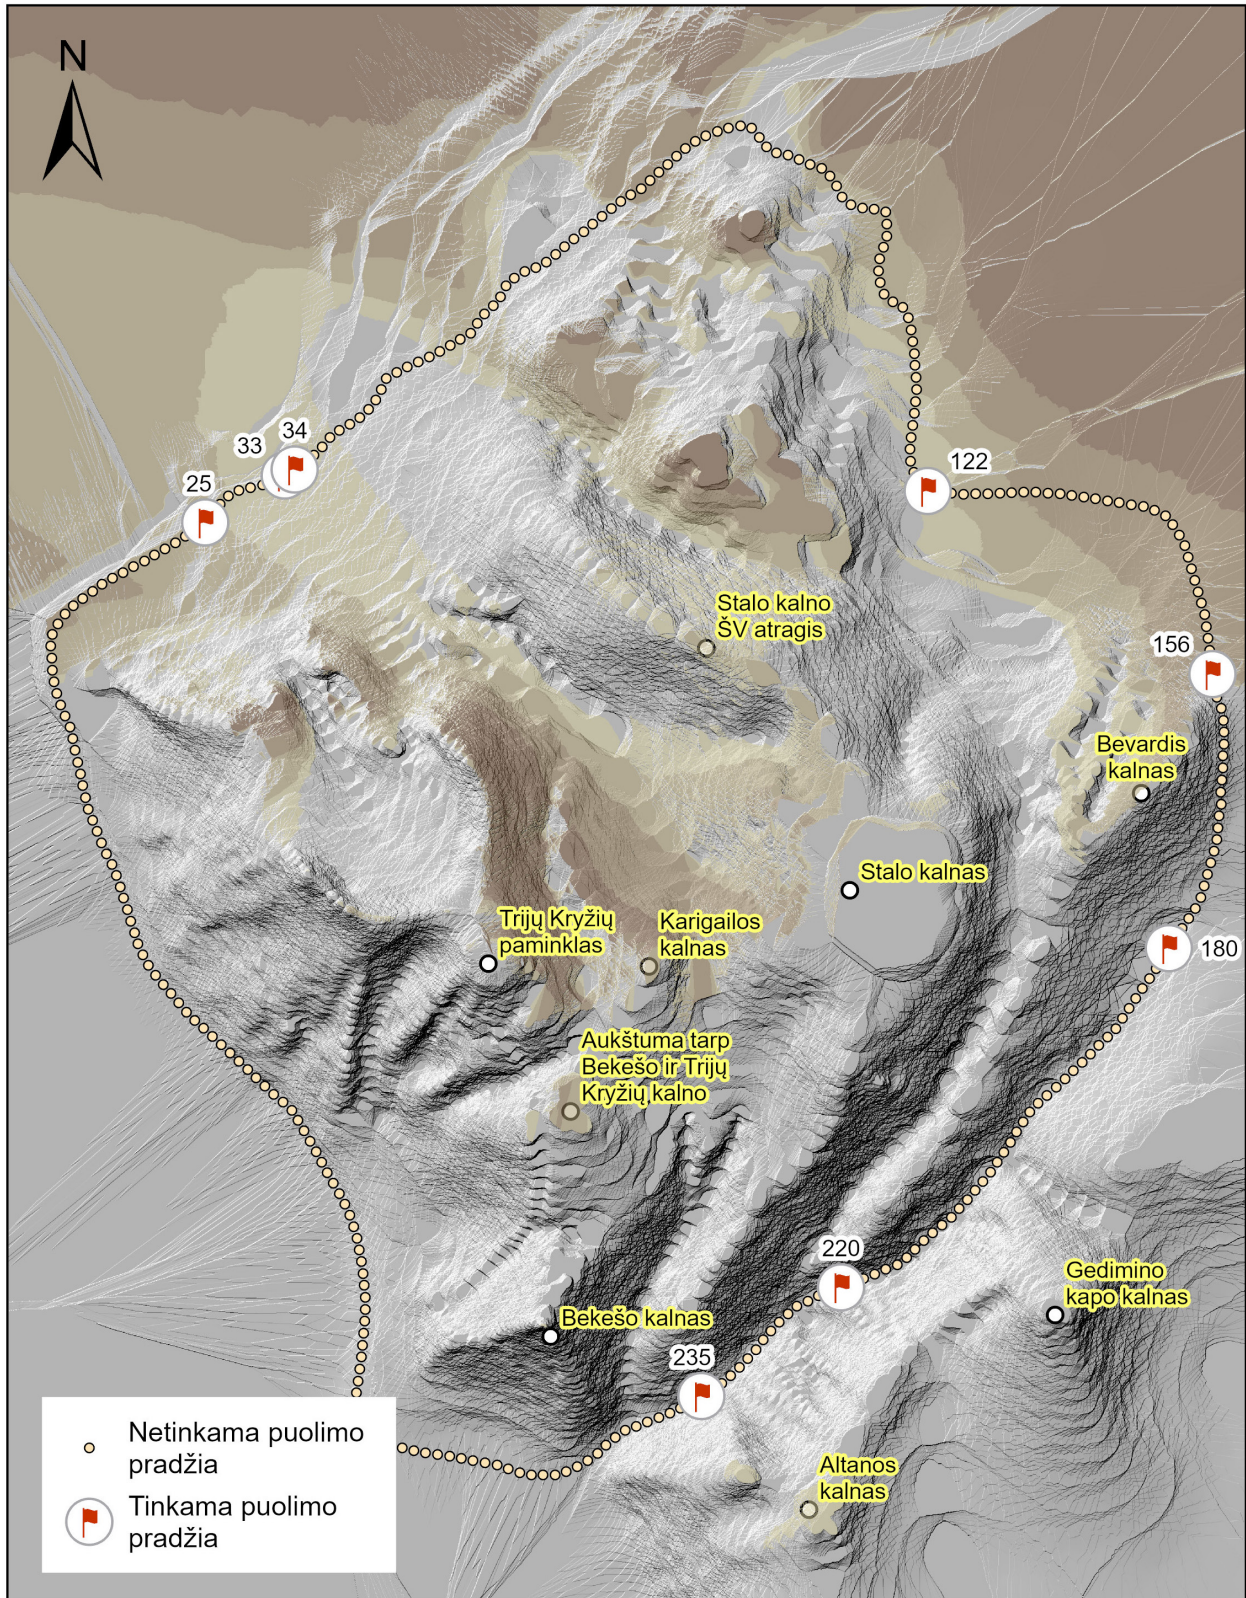 N
33
34
25
122
Stalo kalno
ŠV atragis
156
Bevardis
kalnas
Stalo kalnas
Trijų Kryžių
paminklas
Karigailos
kalnas
180
Aukštuma tarp
Bekešo ir Trijų
Kryžių kalno
220
Gedimino
kapo kalnas
Bekešo kalnas
235
Altanos
kalnas
Netinkama puolimo
pradžia
Tinkama puolimo
pradžia